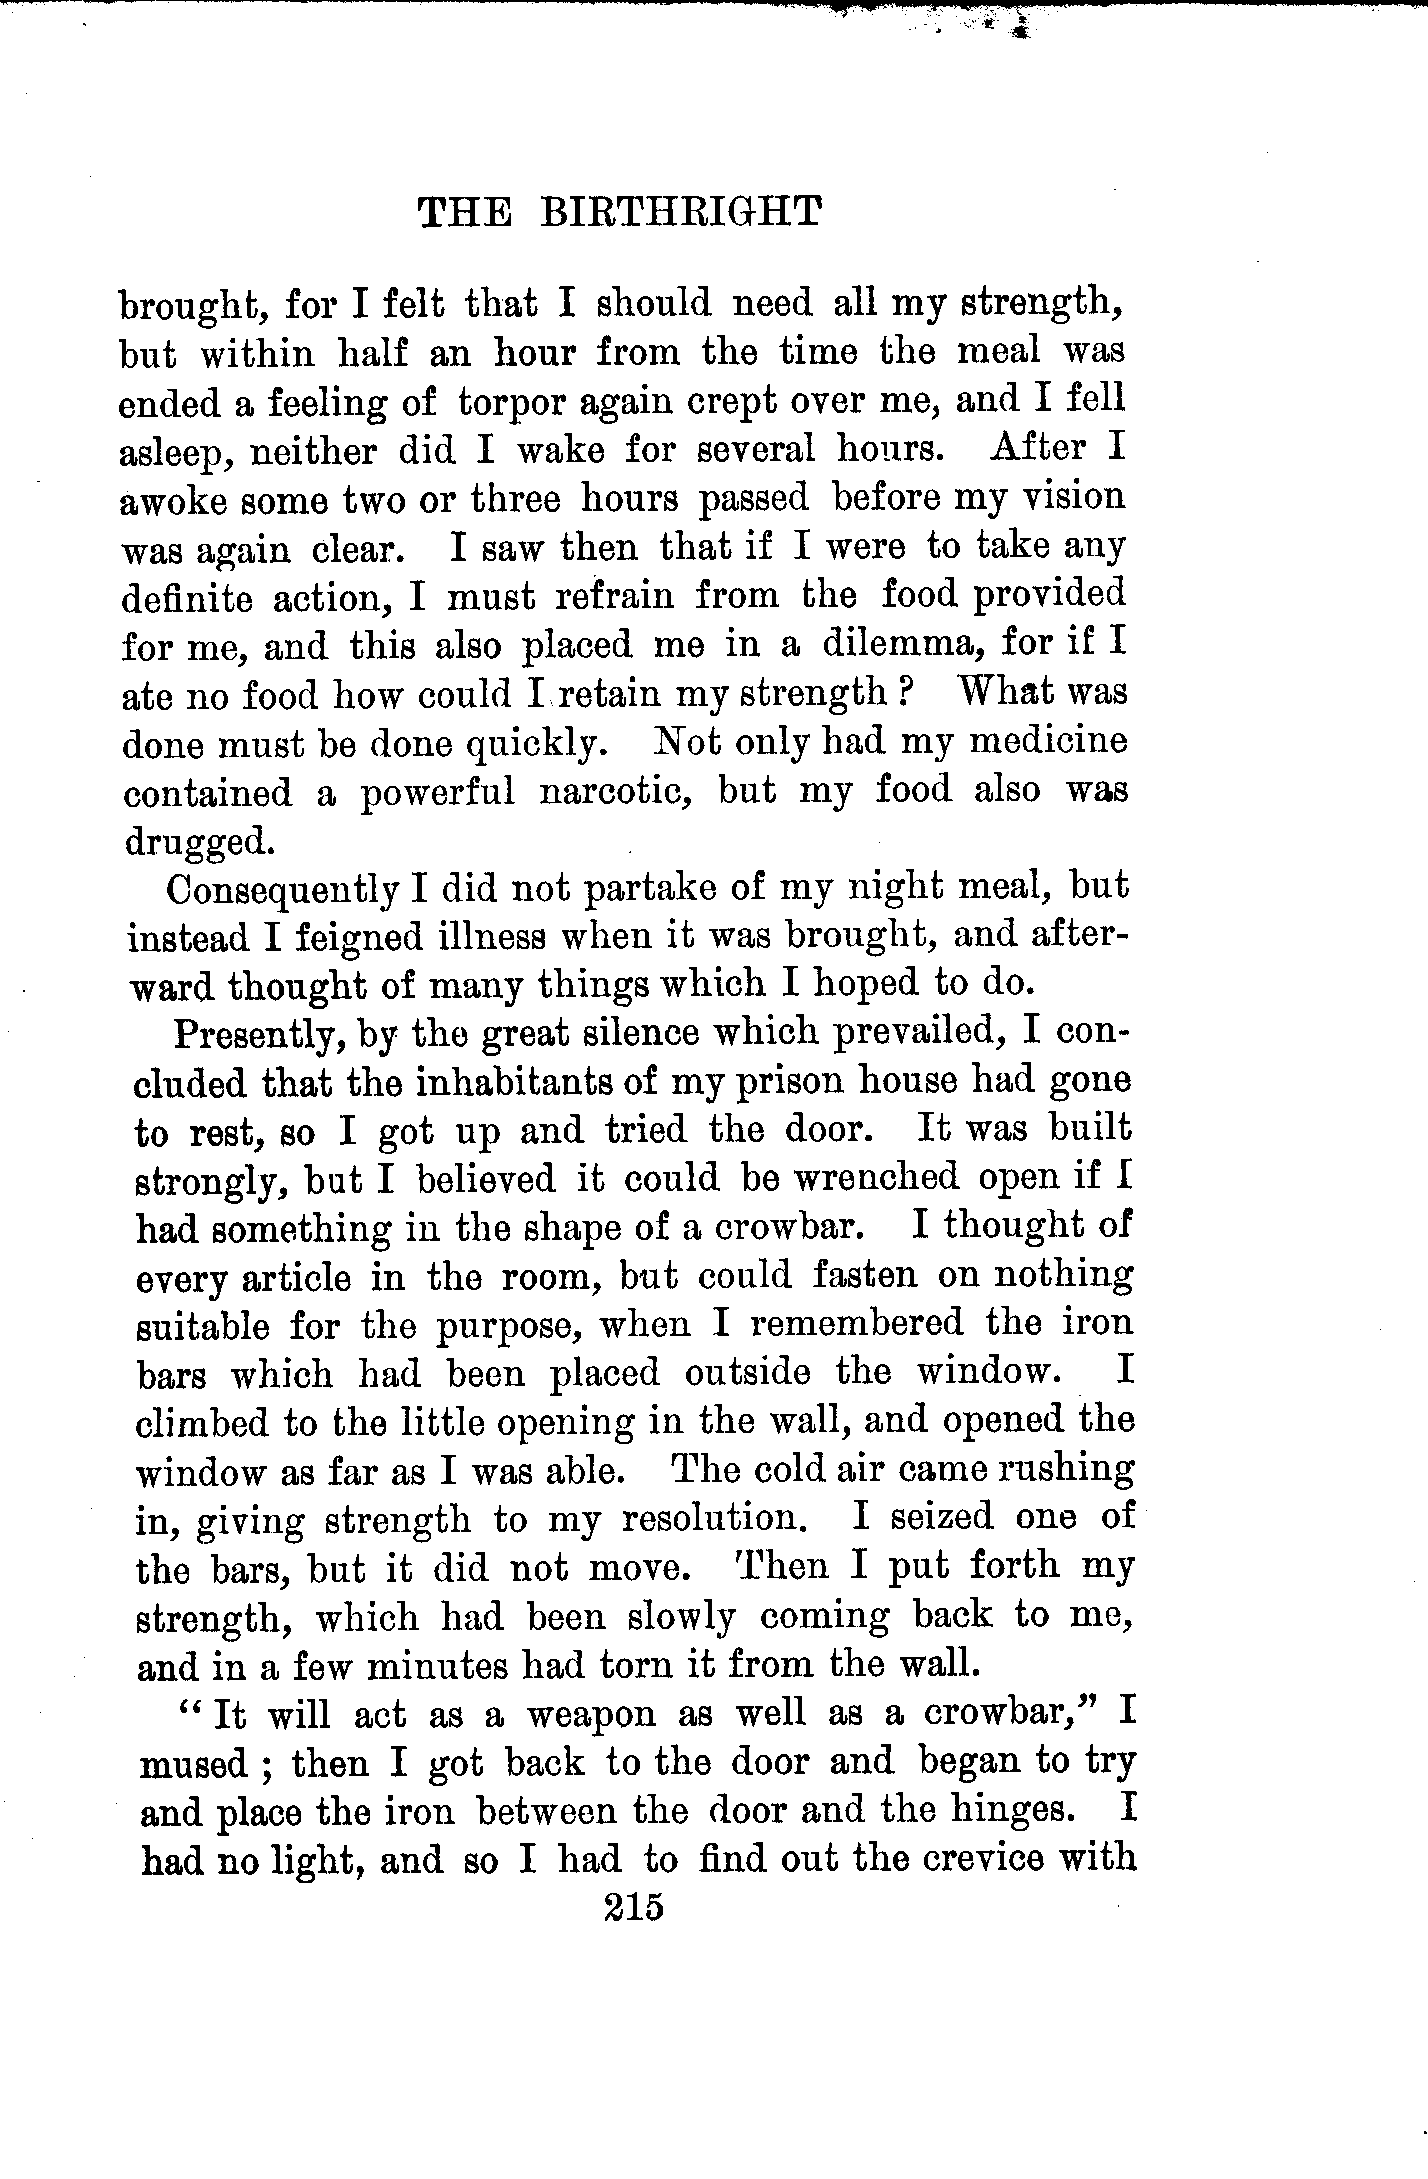 THE BIRTHRIGHT
brought, for I felt that I should need all my strength,
but within half an hour from the time the meal was
ended a feeling of torpor again crept over me, and I fell
asleep, neither did I wake for several hours. After I
awoke some two or three hours passed before my vision
was again clear. I saw then that if I were to take any
definite action, I must refrain from the food provided
for me, and this also placed me in a dilemma, for if I
ate no food how could I retain my strength ? What was
done must be done quickly. Not only had my medicine
contained a powerful narcotic, but my food also was
drugged.
Consequently I did not partake of my night meal, but
instead I feigned illness when it was brought, and after-
ward thought of many things which I hoped to do.
Presently, by the great silence which prevailed, I con-
cluded that the inhabitants of my prison house had gone
to rest, so I got up and tried the door. It was built
strongly, but I believed it could be wrenched open if I
had something in the shape of a crowbar. I thought of
every article in the room, but could fasten on nothing
suitable for the purpose, when I remembered the iron
bars which had been placed outside the window. I
climbed to the little opening in the wall, and opened the
window as far as I was able. The cold air came rushing
in, giving strength to my resolution. I seized one of
the bars, but it did not move. Then I put forth my
strength, which had been slowly coming back to me,
and in a few minutes had torn it from the wall.
“ It will act as a weapon as well as a crowbar,” I
mused ; then I got back to the door and began to try
and place the iron between the door and the hinges. I
had no light, and so I had to find out the crevice with
215